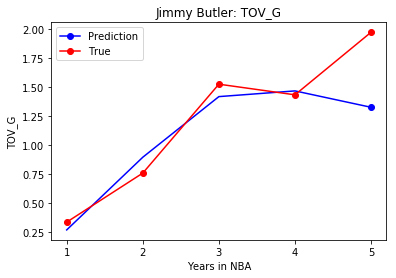 Jimmy Butler: TOV_G
Prediction
True
2.00
1.75
1.50
1.25
1.00
0.75
0.50
0.25
TOV_G
1 2 3 4 5
Years in NBA